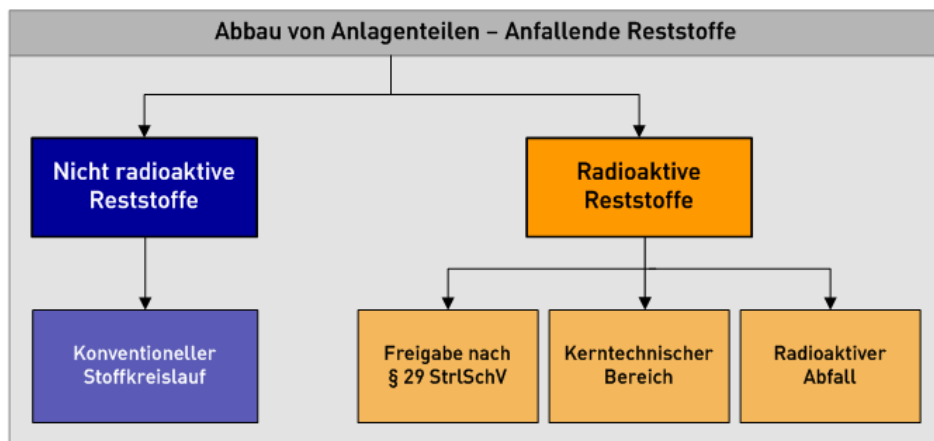 Abbau von Anlagenteilen – Anfallende Reststoffe
Nicht radioaktive
Reststoffe
Radioaktive
Reststoffe
Konventioneller
Stoffkreislauf
Freigabe nach
§ 29 StrlSchV
Kerntechnischer
Bereich
Radioaktiver
Abfall